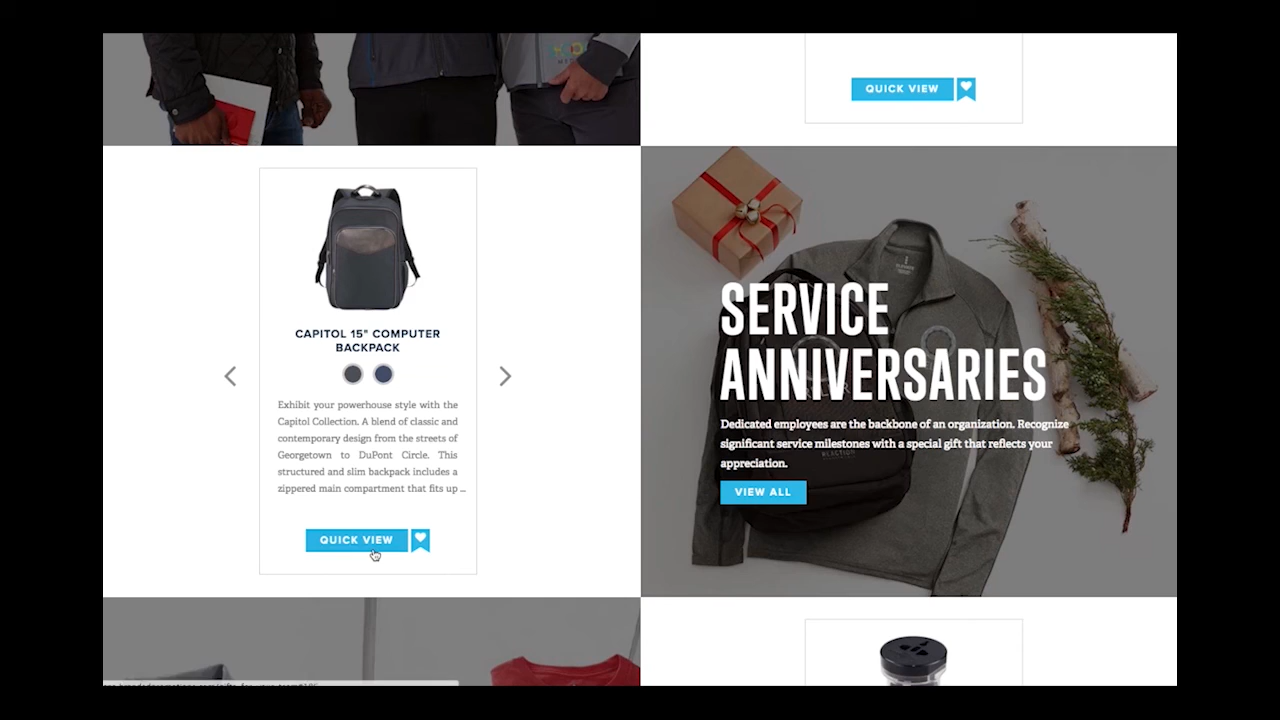 QUICK VIEW
CAPITOL 15" COMPUTER
BACKPACK
Exhibit your powerhouse style with the
Capitol Collection. A blend of classic and
contemporary design from the streets of
Georgetown to DuPont Circle. This
structured and slim backpack includes a
zippered main compartment that fits up ...
QUICK VIEW
SERVICE
ANNIVERSARIES
Dedicated employees are the backbone of an organization. Recognize
significant service milestones with a special gift that reflects your
appreciation.
VIEW ALL